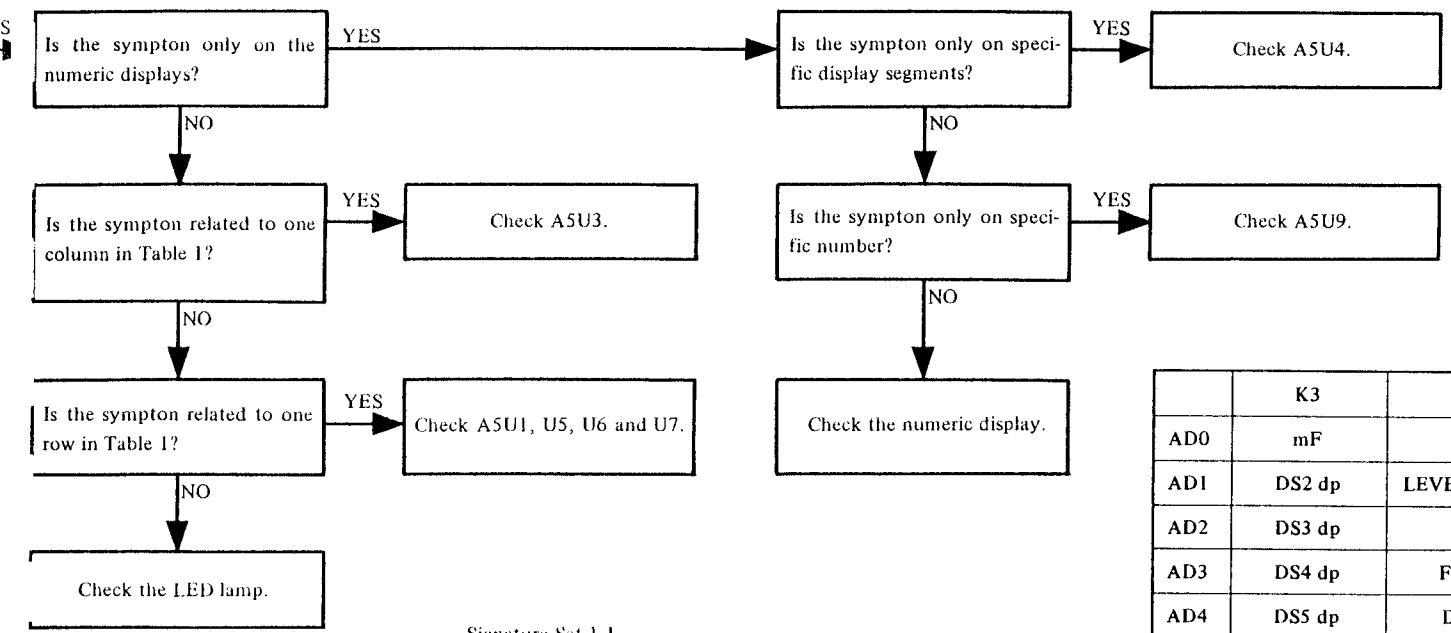 S
Is the sympton only on the
numeric displays?
YES
Is the sympton only on speci-
fic display segments?
YES
Check A5U4.
NO
NO
Is the sympton related to one
column in Table 1?
YES
Check A5U3.
Is the sympton only on speci-
fic number?
YES
Check A5U9.
NO
NO
Is the sympton related to one
row in Table 1?
YES
Check A5U1, U5, U6 and U7.
Check the numeric display.
NO
Check the LED lamp.
K3
AD0 mF
AD1 DS2 dp LEVE
AD2 DS3 dp
AD3 DS4 dp F
AD4 DS5 dp D